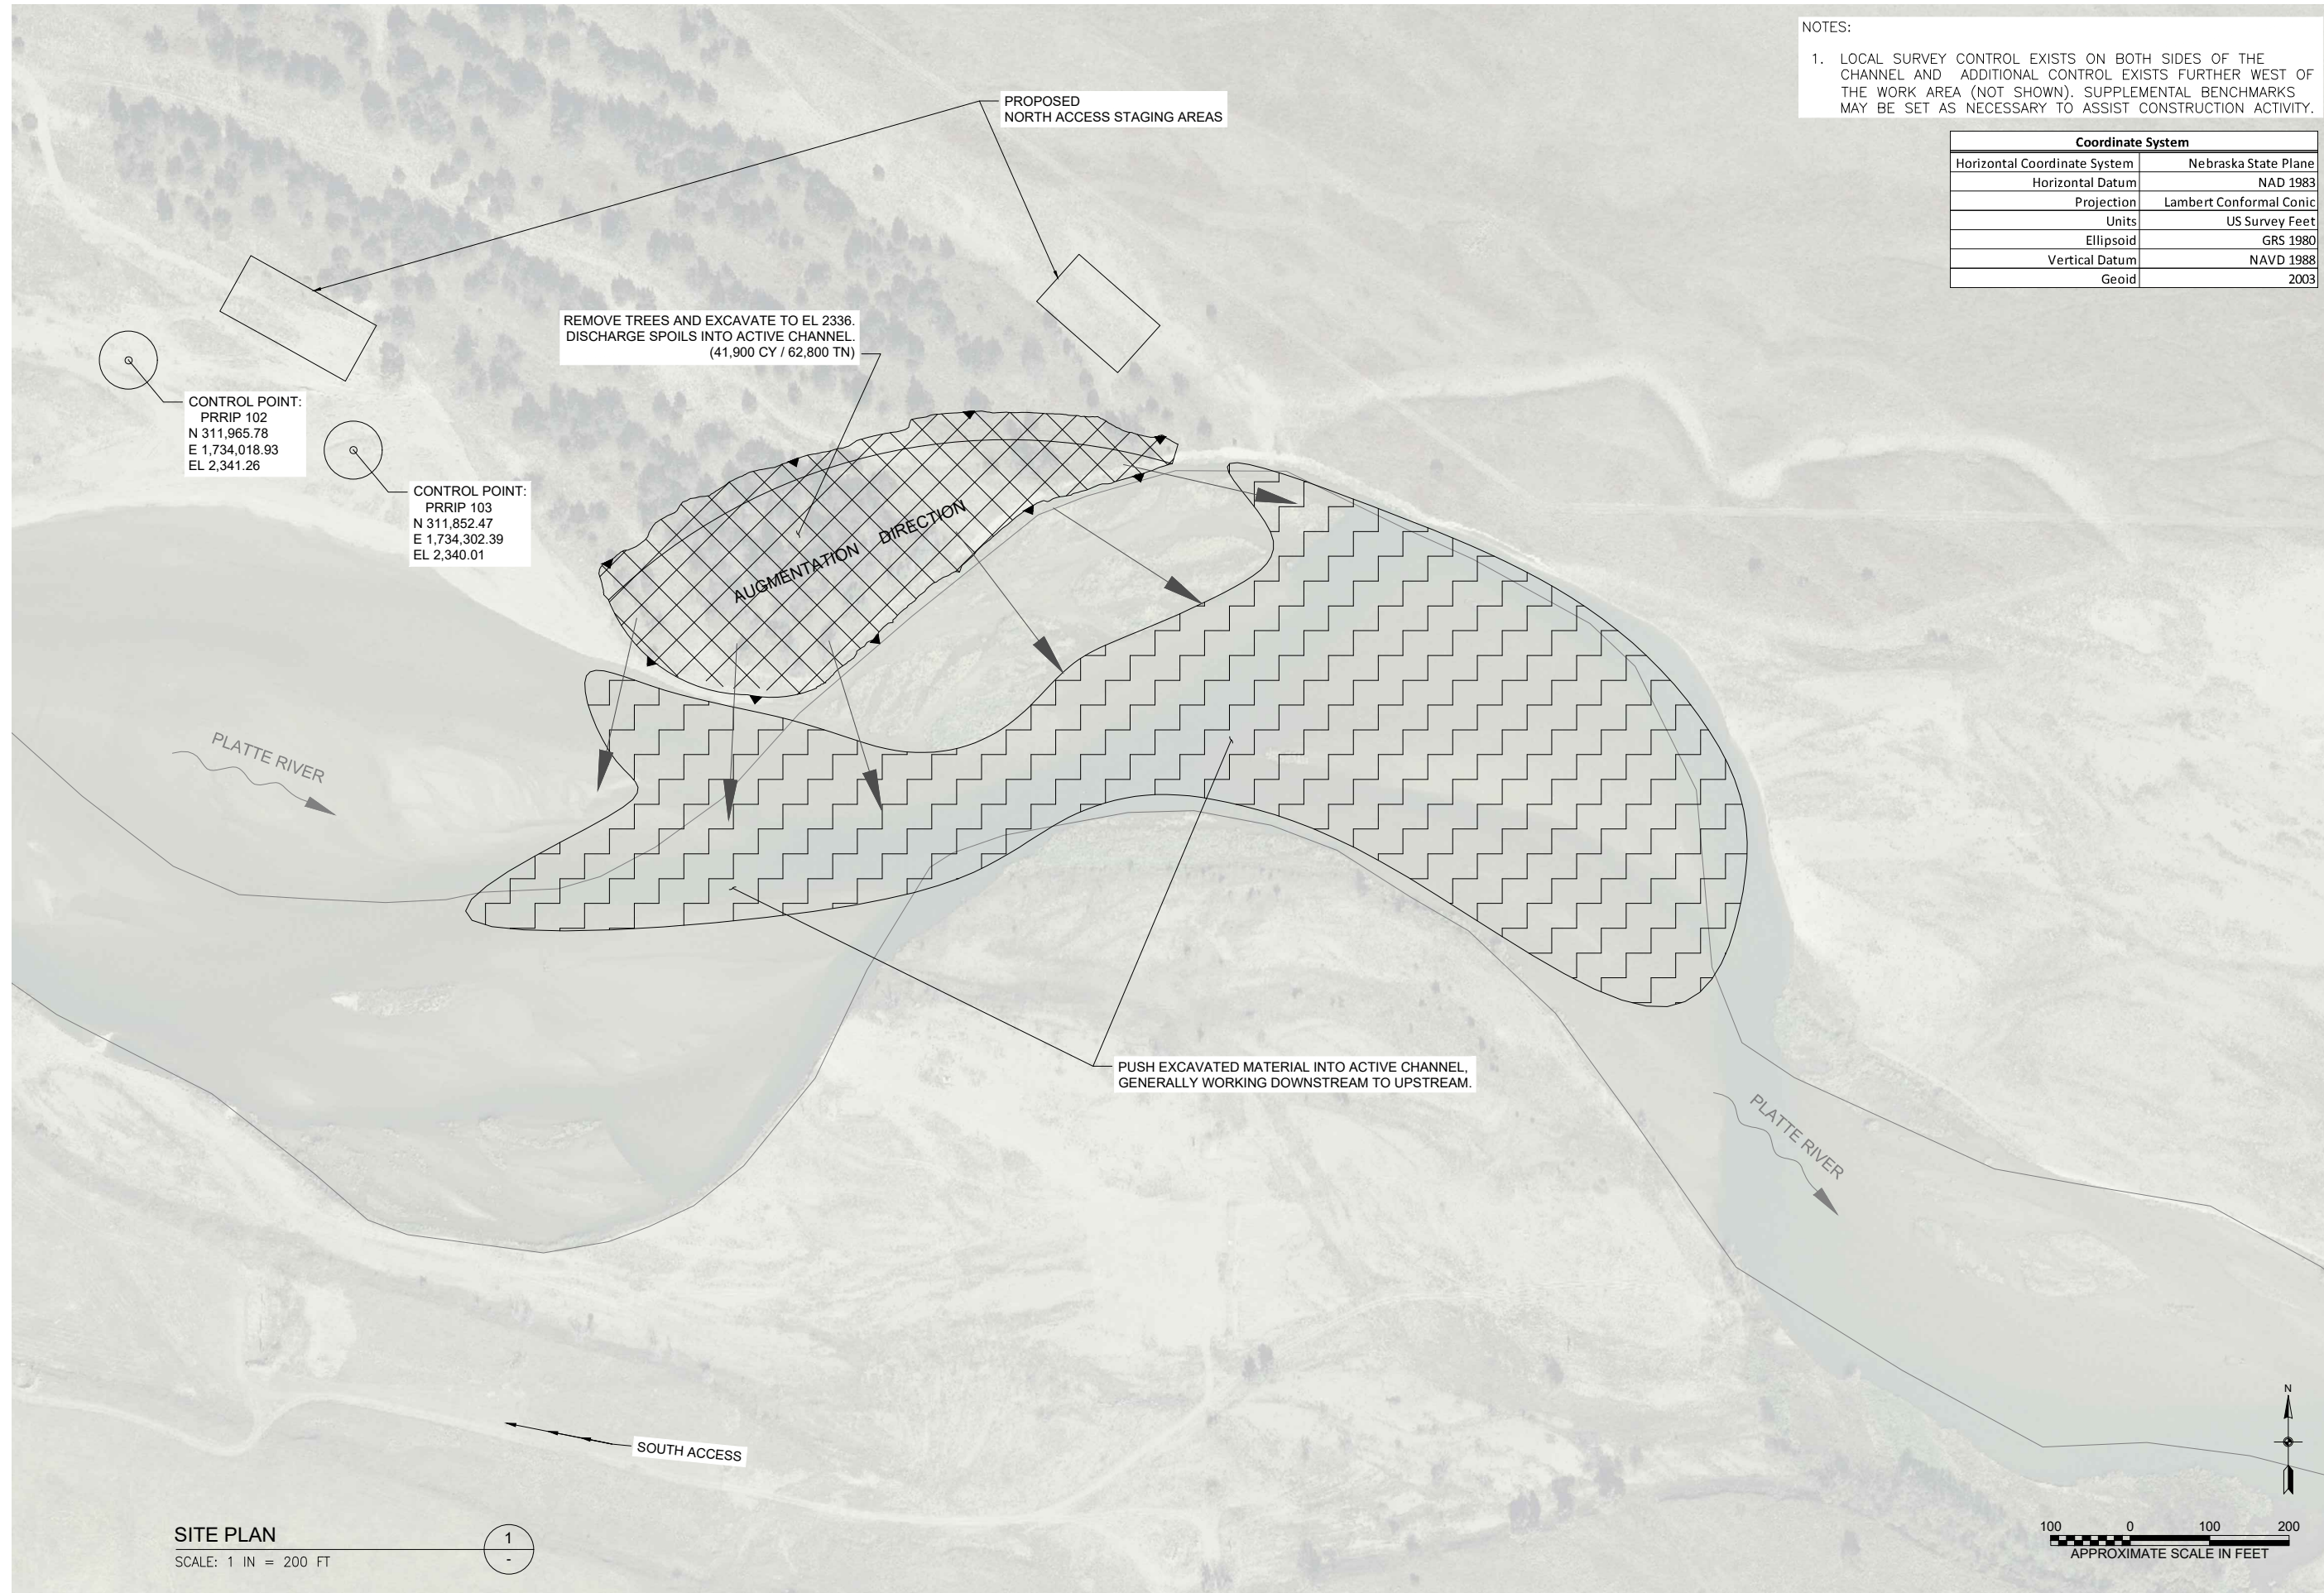 NOTES:
1. LOCAL SURVEY CONTROL EXISTS ON BOTH SIDES OF THE
CHANNEL AND ADDITIONAL CONTROL EXISTS FURTHER WEST OF
THE WORK AREA (NOT SHOWN). SUPPLEMENTAL BENCHMARKS
MAY BE SET AS NECESSARY TO ASSIST CONSTRUCTION ACTIVITY.
Coordinate System
Horizontal Coordinate System Nebraska State Plane
Horizontal Datum NAD 1983
Projection Lambert Conformal Conic
Units US Survey Feet
Ellipsoid GRS 1980
Vertical Datum NAVD 1988
Geoid 2003
PROPOSED
NORTH ACCESS STAGING AREAS
REMOVE TREES AND EXCAVATE TO EL 2336.
DISCHARGE SPOILS INTO ACTIVE CHANNEL.
(41,900 CY / 62,800 TN)
CONTROL POINT:
PRRIP 102
N 311,965.78
E 1,734,018.93
EL 2,341.26
CONTROL POINT:
PRRIP 103
N 311,852.47
E 1,734,302.39
EL 2,340.01
AUGMENTATION DIRECTION
PLATTE RIVER
PUSH EXCAVATED MATERIAL INTO ACTIVE CHANNEL,
GENERALLY WORKING DOWNSTREAM TO UPSTREAM.
PLATTE RIVER
SOUTH ACCESS
SITE PLAN
SCALE: 1 IN = 200 FT
1
-
N
100 0 100 200
APPROXIMATE SCALE IN FEET